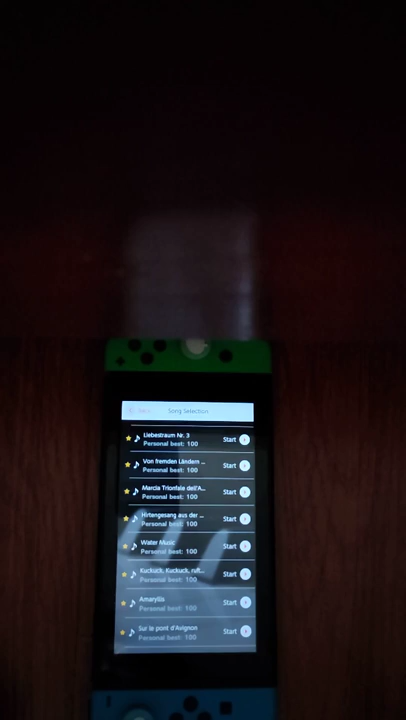 Back
Song Selection
Liebestraum Nr. 3
Personal best: 100
Start
Von fremden Ländern ...
Personal best: 100
Start
Marcia Trionfale dell'A...
Personal best: 100
Start
Hirtengesang aus der ...
Personal best: 100
Start
Water Music
Personal best: 100
Start
Kuckuck, Kuckuck, ruft...
Personal best: 100
Start
Amaryllis
Personal best: 100
Start
Sur le pont d'Avignon
Personal best: 100
Start